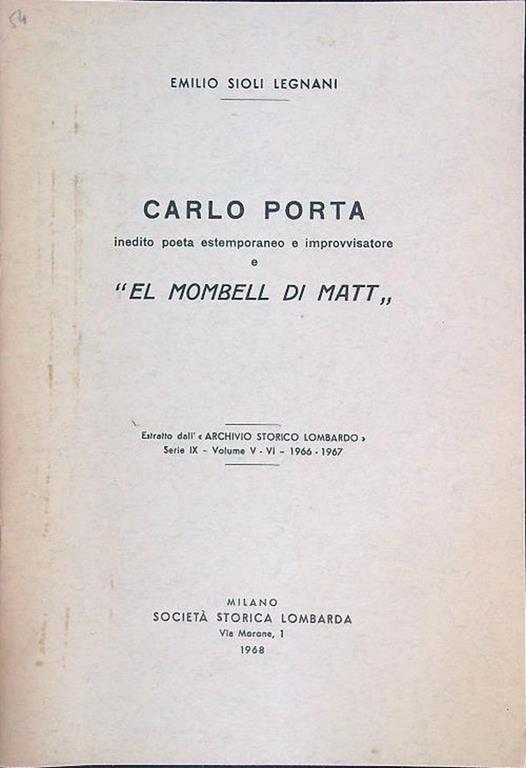 54
EMILIO SIOLI LEGNANI
CARLO PORTA
inedito poeta estemporaneo e improvvisatore
e
"EL MOMBELL DI MATT„
Estratto dall' « ARCHIVIO STORICO LOMBARDO »
Serie IX - Volume V - VI - 1966 - 1967
MILANO
SOCIETÀ STORICA LOMBARDA
Via Morone, 1
1968